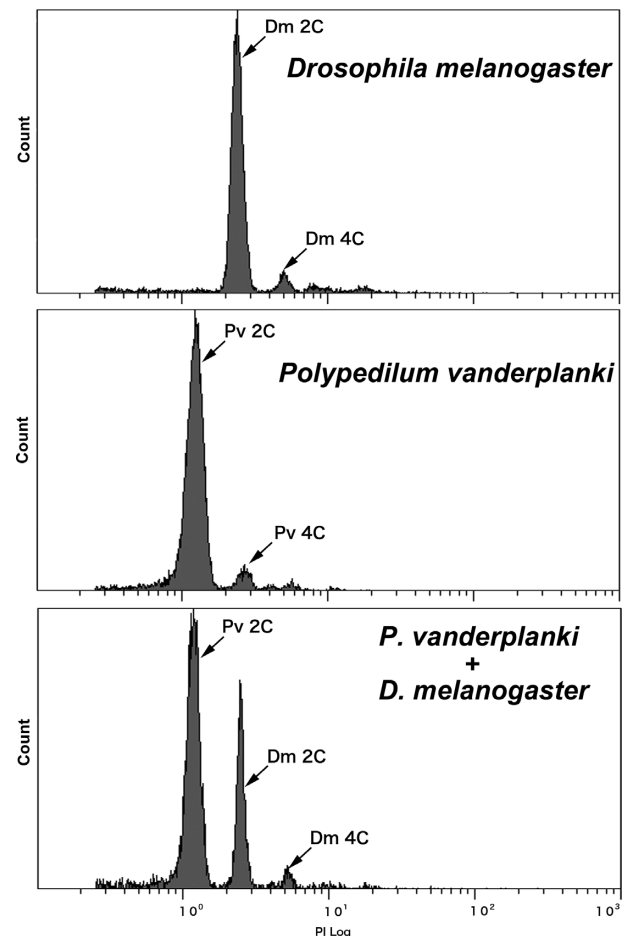 Dm 2C
Drosophila melanogaster
Count
Dm 4C
Pv 2C
Polypedilum vanderplanki
Count
Pv 4C
Pv 2C
P. vanderplanki
+
D. melanogaster
Count
Dm 2C
Dm 4C
10⁰ 10¹ 10² 10³
PI Log